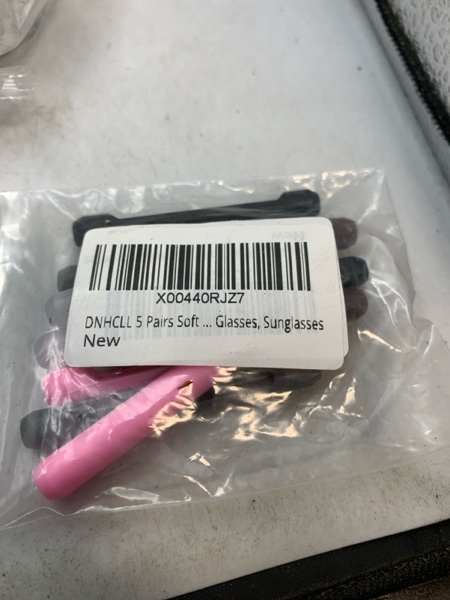 X00440RJZ7
DNHCLL 5 Pairs Soft ... Glasses, Sunglasses
New